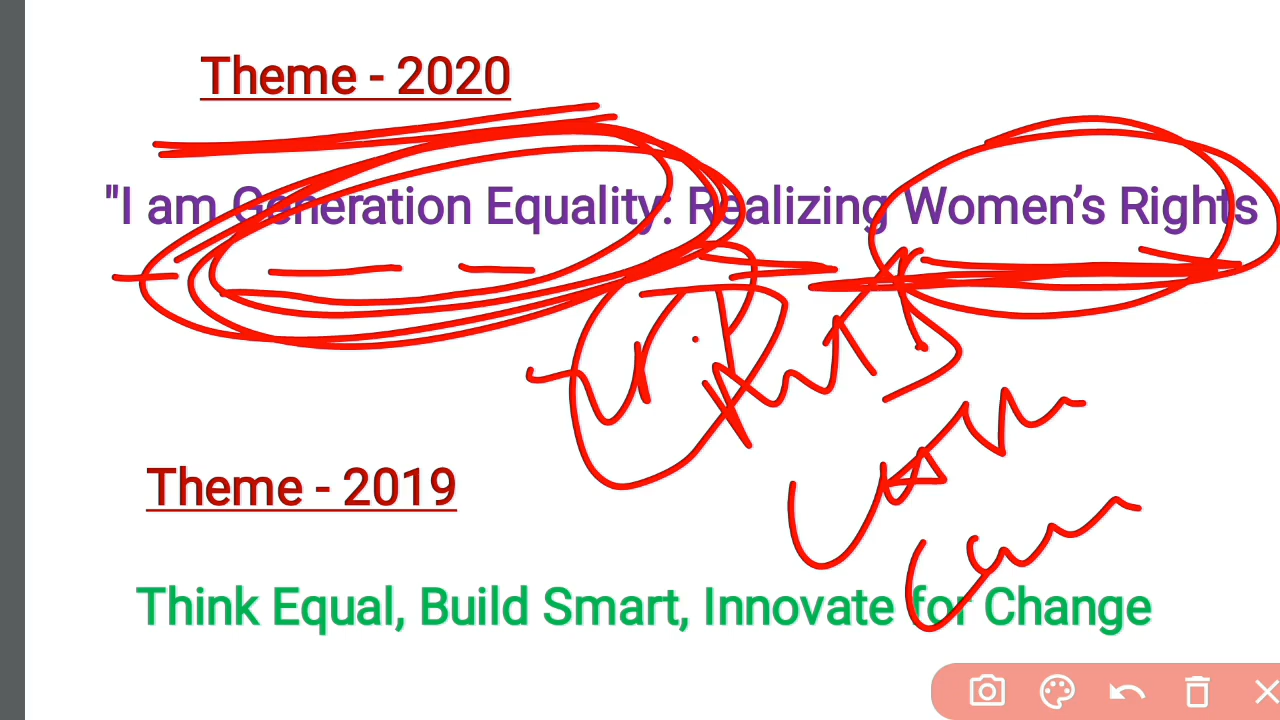 Theme - 2020
"I am Generation Equality: Realizing Women’s Rights
Theme - 2019
Think Equal, Build Smart, Innovate for Change